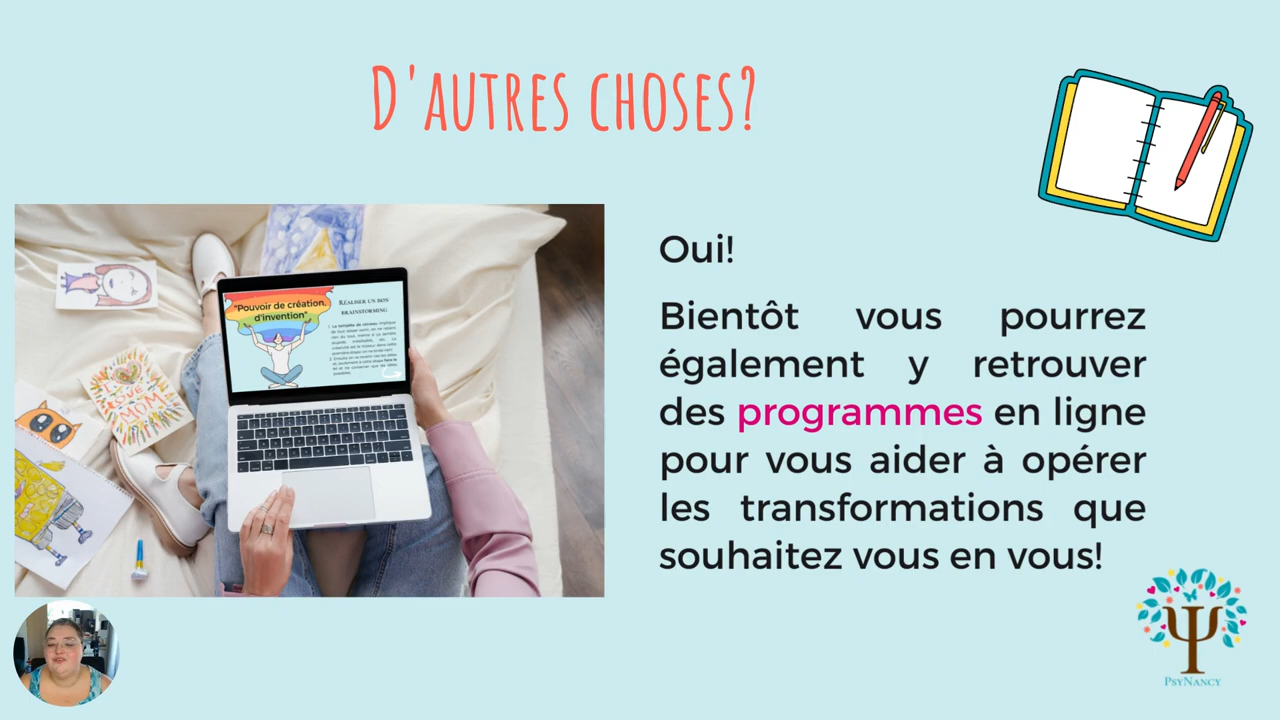 D'AUTRES CHOSES?
"Pouvoir de création,
d'invention"
RÉALISER UN BON
BRAINSTORMING
I LOVE
MOM
Oui!
Bientôt vous pourrez
également y retrouver
des programmes en ligne
pour vous aider à opérer
les transformations que
souhaitez vous en vous!
PSYNANCY